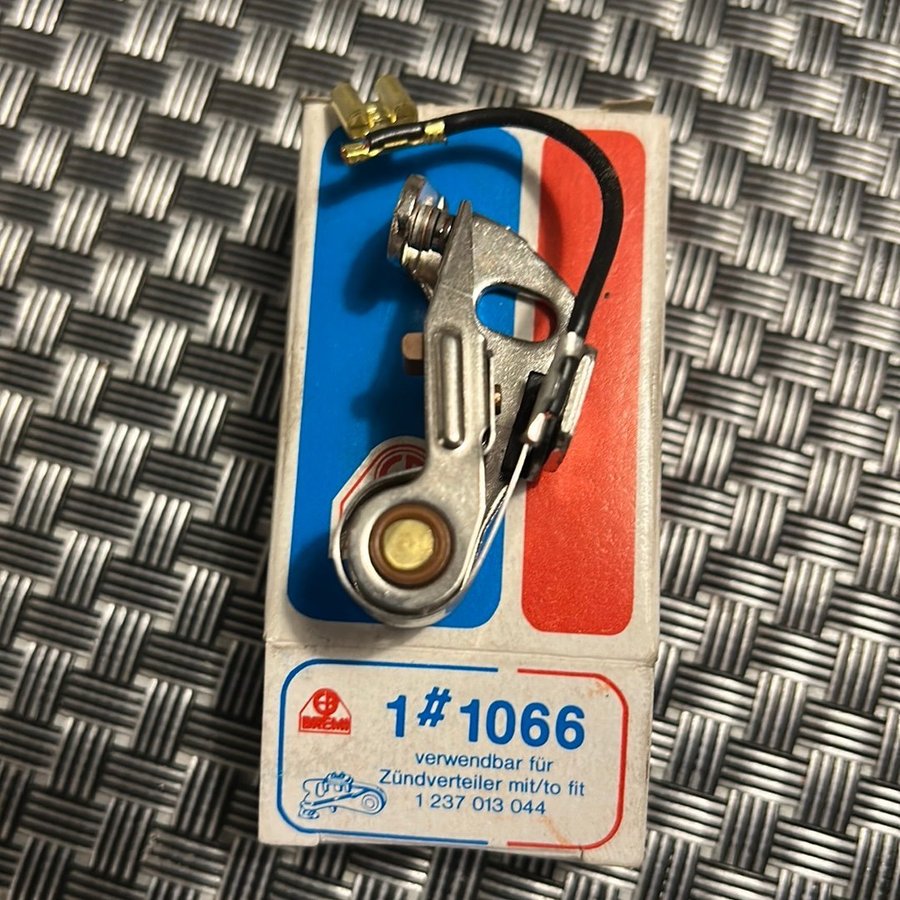 BREMI
1#1066
verwendbar für
Zündverteiler mit/to fit
1 237 013 044